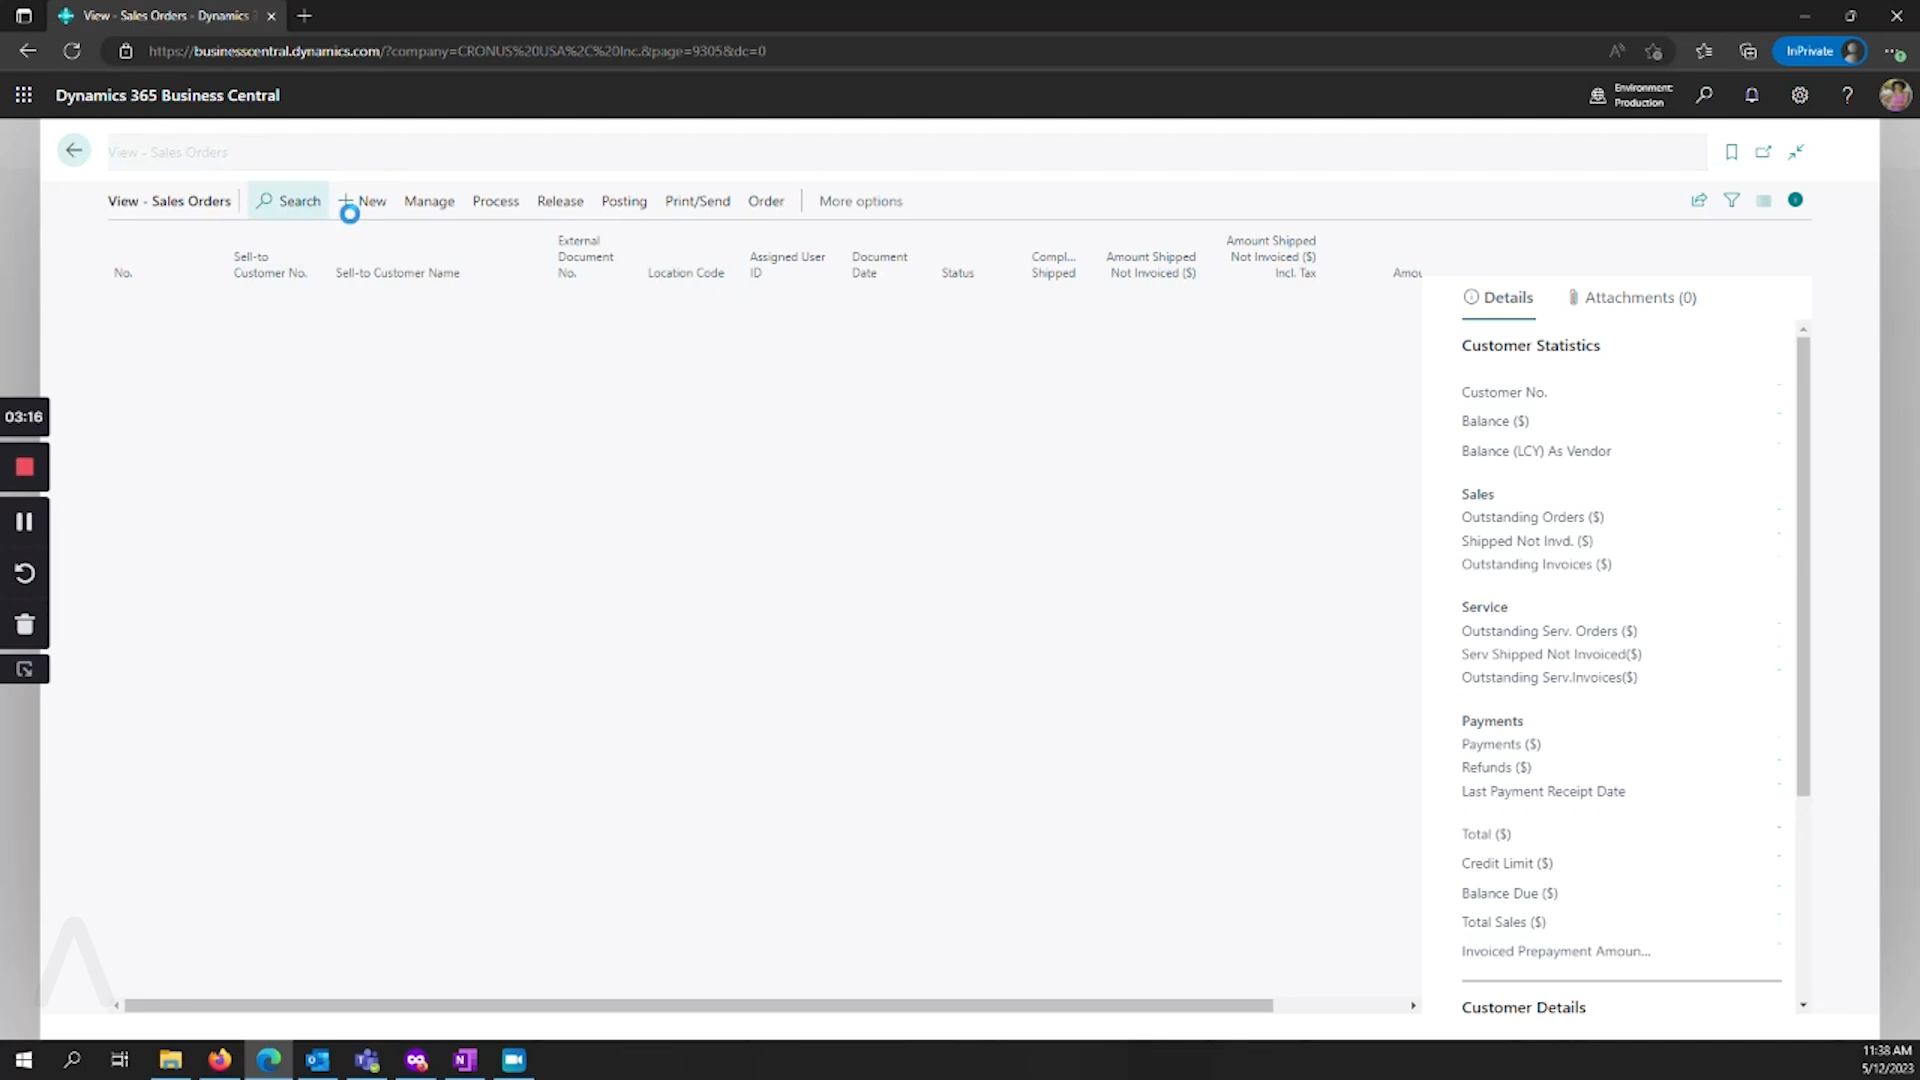 View - Sales Orders - Dynamics
https://businesscentral.dynamics.com/?company=CRONUS%20USA%2C%20Inc.&page=9305&dc=0
InPrivate
Dynamics 365 Business Central
Environment:
Production
View - Sales Orders
View - Sales Orders
Search
New
Manage
Process
Release
Posting
Print/Send
Order
More options
No.
Sell-to
Customer No.
Sell-to Customer Name
External
Document
No.
Location Code
Assigned User
ID
Document
Date
Status
Compl...
Shipped
Amount Shipped
Not Invoiced ($)
Amount Shipped
Not Invoiced ($)
Incl. Tax
Amou
Details
Attachments (0)
Customer Statistics
Customer No.
Balance ($)
Balance (LCY) As Vendor
Sales
Outstanding Orders ($)
Shipped Not Invd. ($)
Outstanding Invoices ($)
Service
Outstanding Serv. Orders ($)
Serv Shipped Not Invoiced($)
Outstanding Serv.Invoices($)
Payments
Payments ($)
Refunds ($)
Last Payment Receipt Date
Total ($)
Credit Limit ($)
Balance Due ($)
Total Sales ($)
Invoiced Prepayment Amoun...
Customer Details
03:16
11:38 AM
5/12/2023